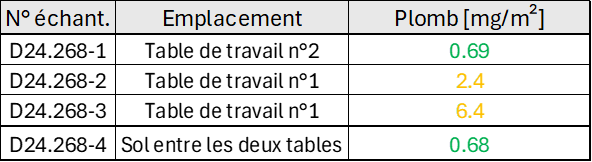 N° échant. Emplacement Plomb [mg/m²]
D24.268-1 Table de travail n°2 0.69
D24.268-2 Table de travail n°1 2.4
D24.268-3 Table de travail n°1 6.4
D24.268-4 Sol entre les deux tables 0.68